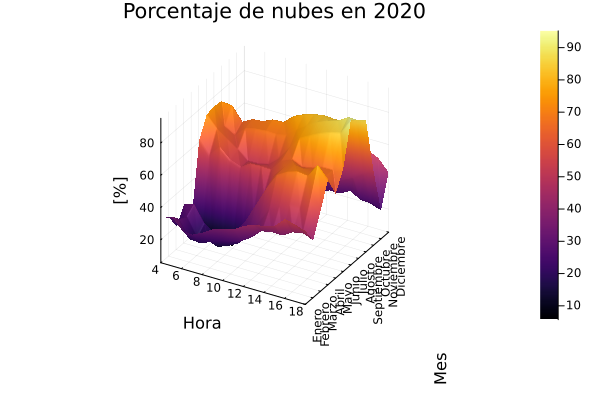 Porcentaje de nubes en 2020
[%]
80
60
40
20
4
6
8
10
12
14
16
18
Hora
Enero
Febrero
Marzo
Abril
Mayo
Junio
Julio
Agosto
Septiembre
Octubre
Noviembre
Diciembre
Mes
90
80
70
60
50
40
30
20
10